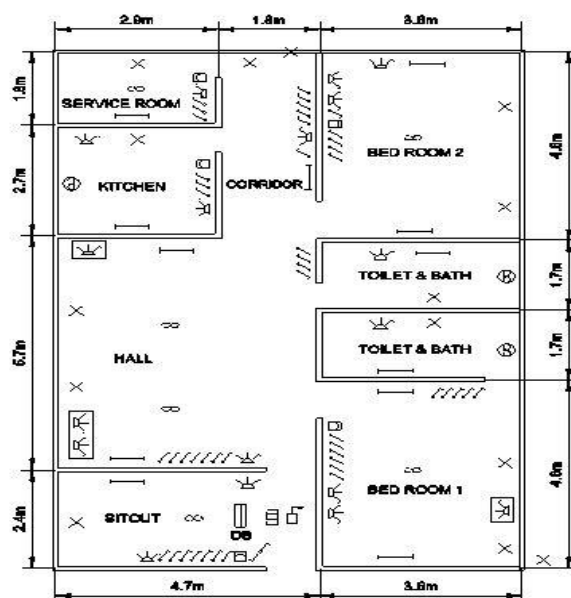 2.9m
1.8m
3.6m
1.8m
SERVICE ROOM
BED ROOM 2
4.6m
2.7m
KITCHEN
CORRIDOR
TOILET & BATH
1.7m
5.7m
HALL
TOILET & BATH
1.7m
2.4m
SITOUT
DB
BED ROOM 1
4.6m
4.7m
3.6m